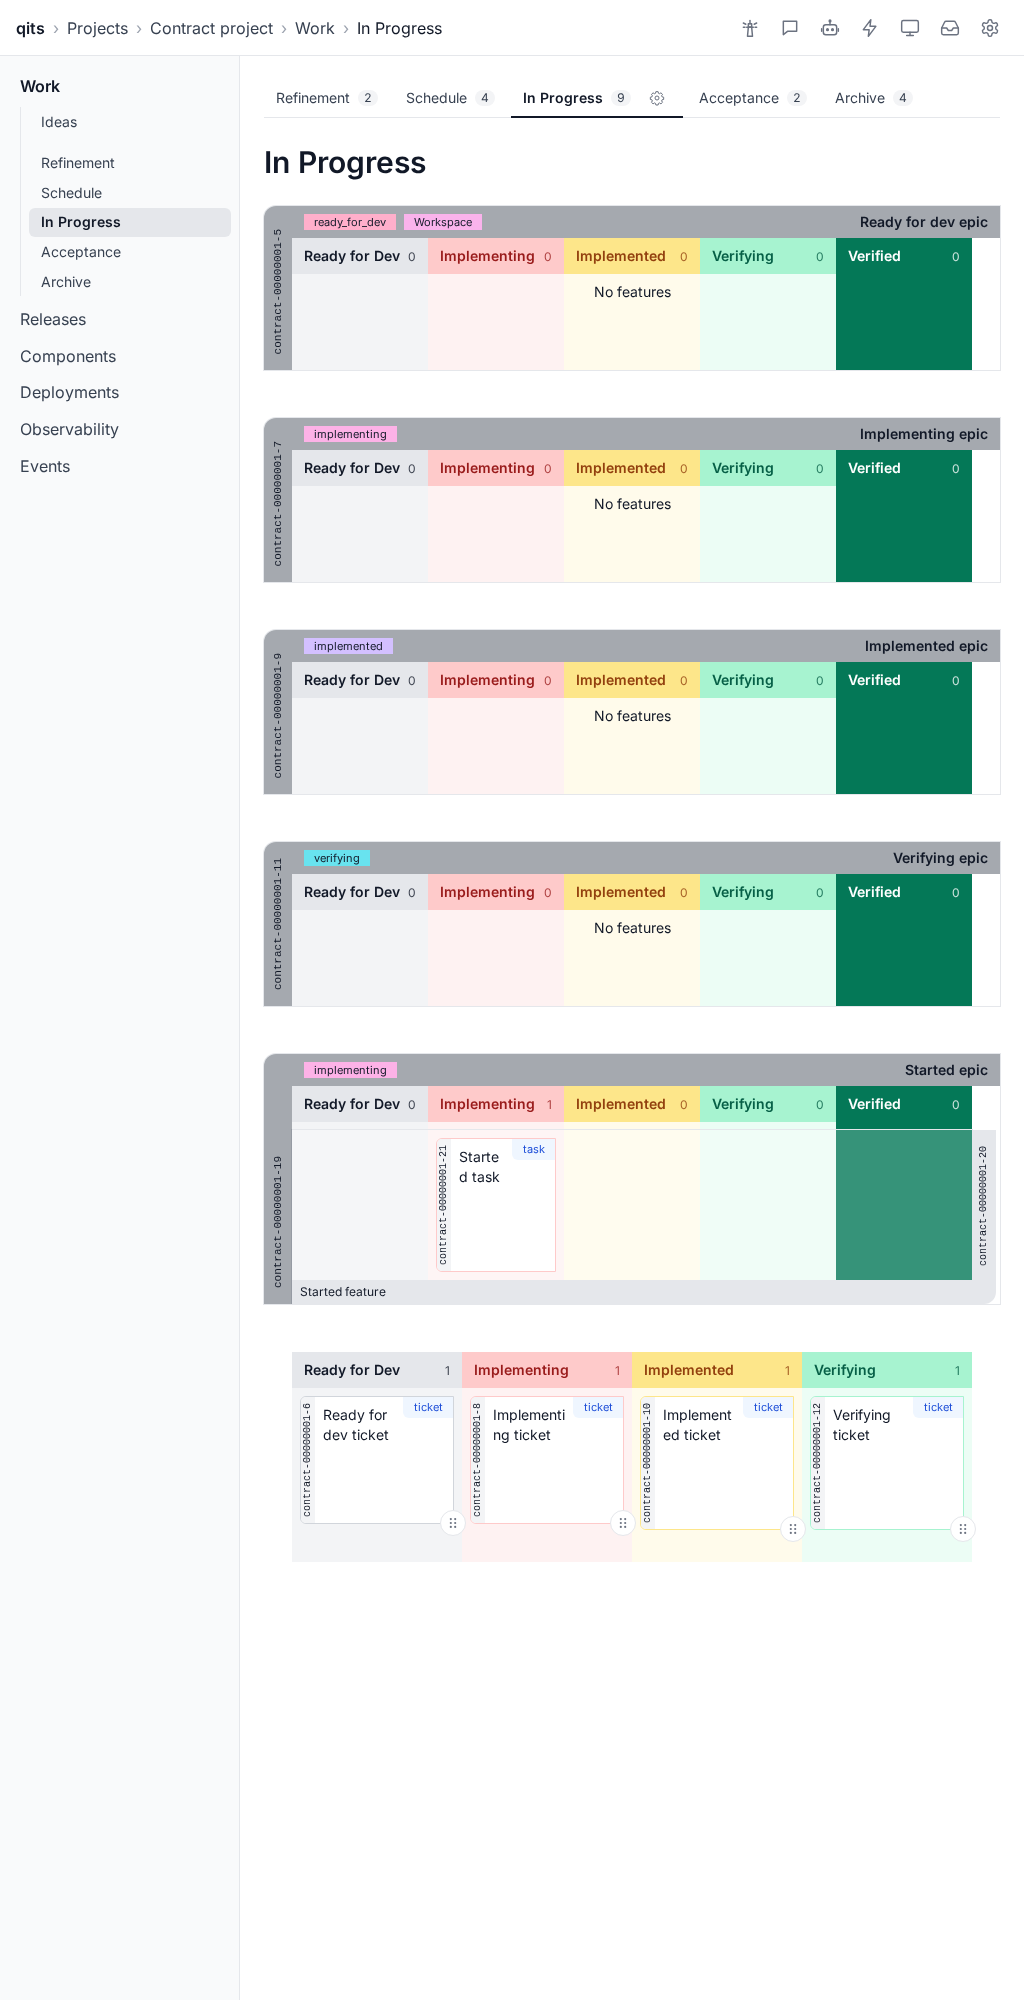 qits › Projects › Contract project › Work › In Progress
Work
Ideas
Refinement
Schedule
In Progress
Acceptance
Archive
Releases
Components
Deployments
Observability
Events
Refinement 2 Schedule 4 In Progress 9 Acceptance 2 Archive 4
In Progress
contract-00000001-5
ready_for_dev Workspace Ready for dev epic
Ready for Dev 0 Implementing 0 Implemented 0 Verifying 0 Verified 0
No features
contract-00000001-7
implementing Implementing epic
Ready for Dev 0 Implementing 0 Implemented 0 Verifying 0 Verified 0
No features
contract-00000001-9
implemented Implemented epic
Ready for Dev 0 Implementing 0 Implemented 0 Verifying 0 Verified 0
No features
contract-00000001-11
verifying Verifying epic
Ready for Dev 0 Implementing 0 Implemented 0 Verifying 0 Verified 0
No features
contract-00000001-19
implementing Started epic
Ready for Dev 0 Implementing 1 Implemented 0 Verifying 0 Verified 0
contract-00000001-21
task
Starte
d task
contract-00000001-20
Started feature
Ready for Dev 1 Implementing 1 Implemented 1 Verifying 1
contract-00000001-6
ticket
Ready for
dev ticket
contract-00000001-8
ticket
Implementi
ng ticket
contract-00000001-10
ticket
Implement
ed ticket
contract-00000001-12
ticket
Verifying
ticket